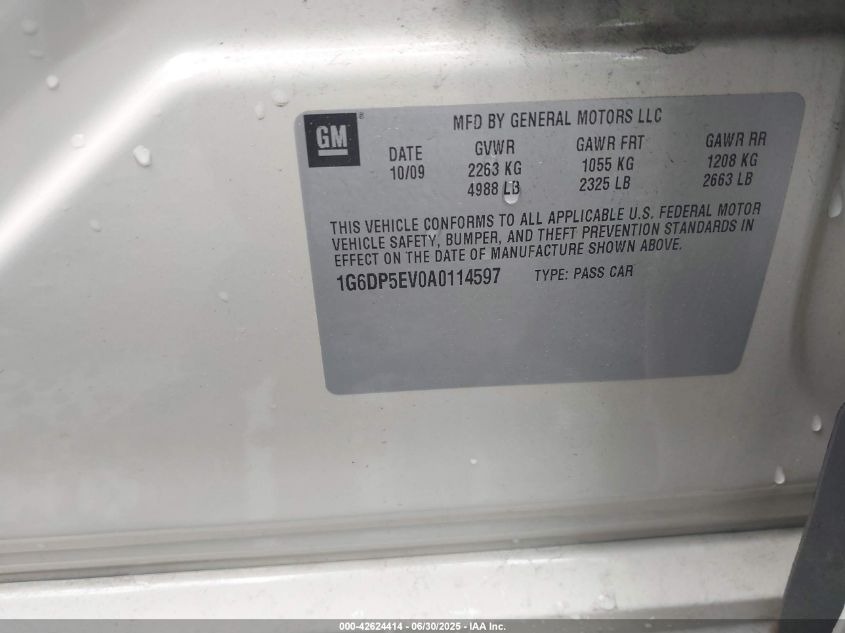 GM
®
MFD BY GENERAL MOTORS LLC
DATE GVWR GAWR FRT GAWR RR
10/09 2263 KG 1055 KG 1208 KG
4988 LB 2325 LB 2663 LB
THIS VEHICLE CONFORMS TO ALL APPLICABLE U.S. FEDERAL MOTOR
VEHICLE SAFETY, BUMPER, AND THEFT PREVENTION STANDARDS IN
EFFECT ON THE DATE OF MANUFACTURE SHOWN ABOVE.
1G6DP5EV0A0114597 TYPE: PASS CAR
000-42624414 - 06/30/2025 - IAA Inc.